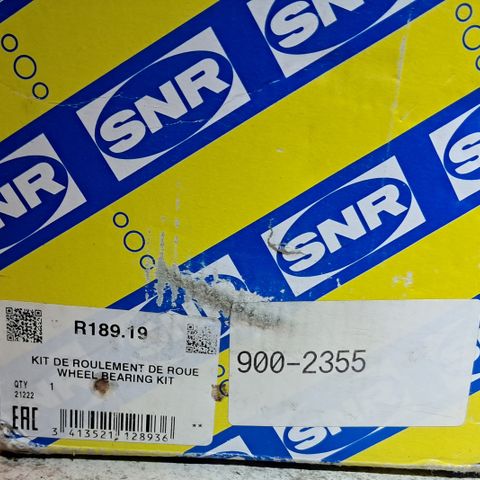 SNR
SNR
SNR
SNR
R189.19
KIT DE ROULEMENT DE ROUE
WHEEL BEARING KIT
QTY 1
21222
EAC
3 413521 128936
**
900-2355